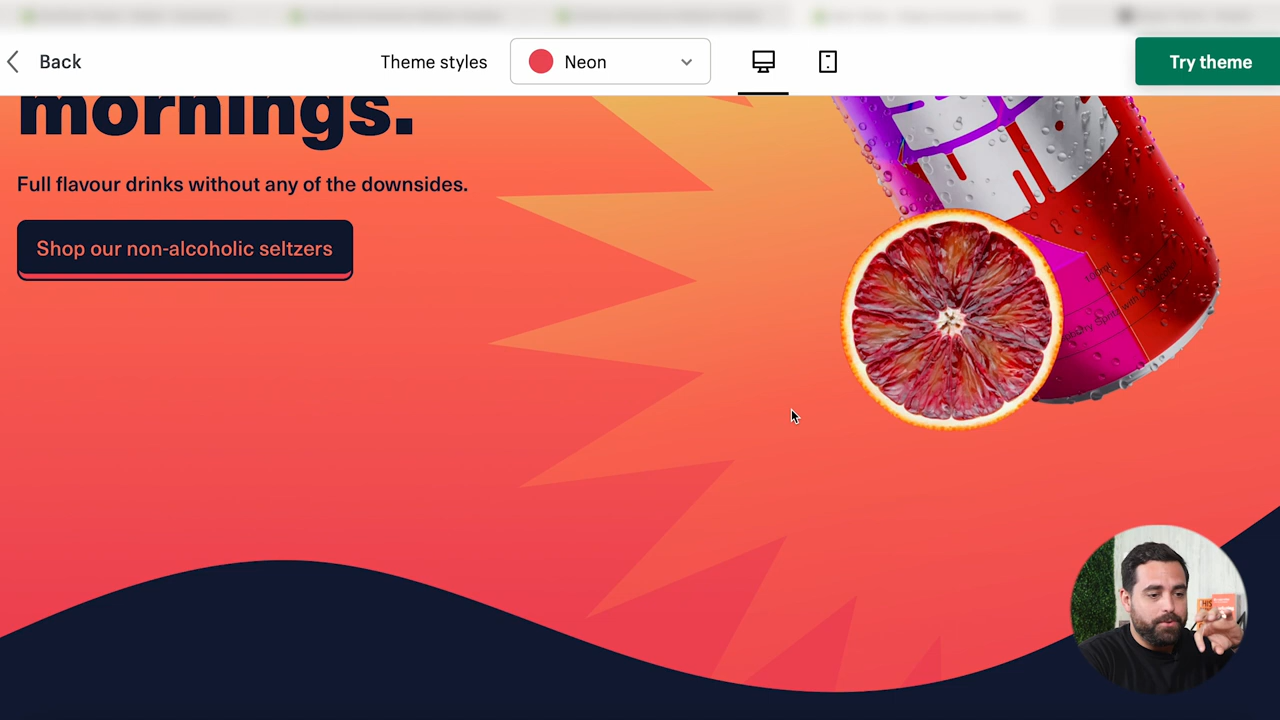 Back
Theme styles
Neon
Try theme
mornings.
Full flavour drinks without any of the downsides.
Shop our non-alcoholic seltzers